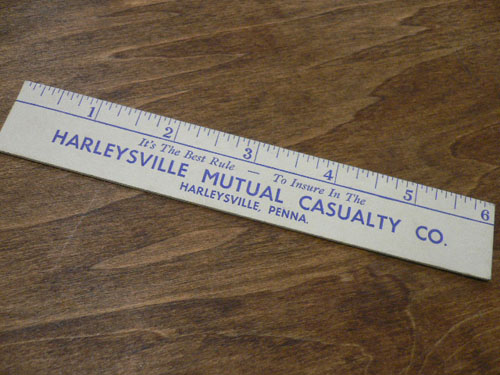 1 2 3 4 5 6
It's The Best Rule — To Insure In The
HARLEYSVILLE MUTUAL CASUALTY CO.
HARLEYSVILLE, PENNA.